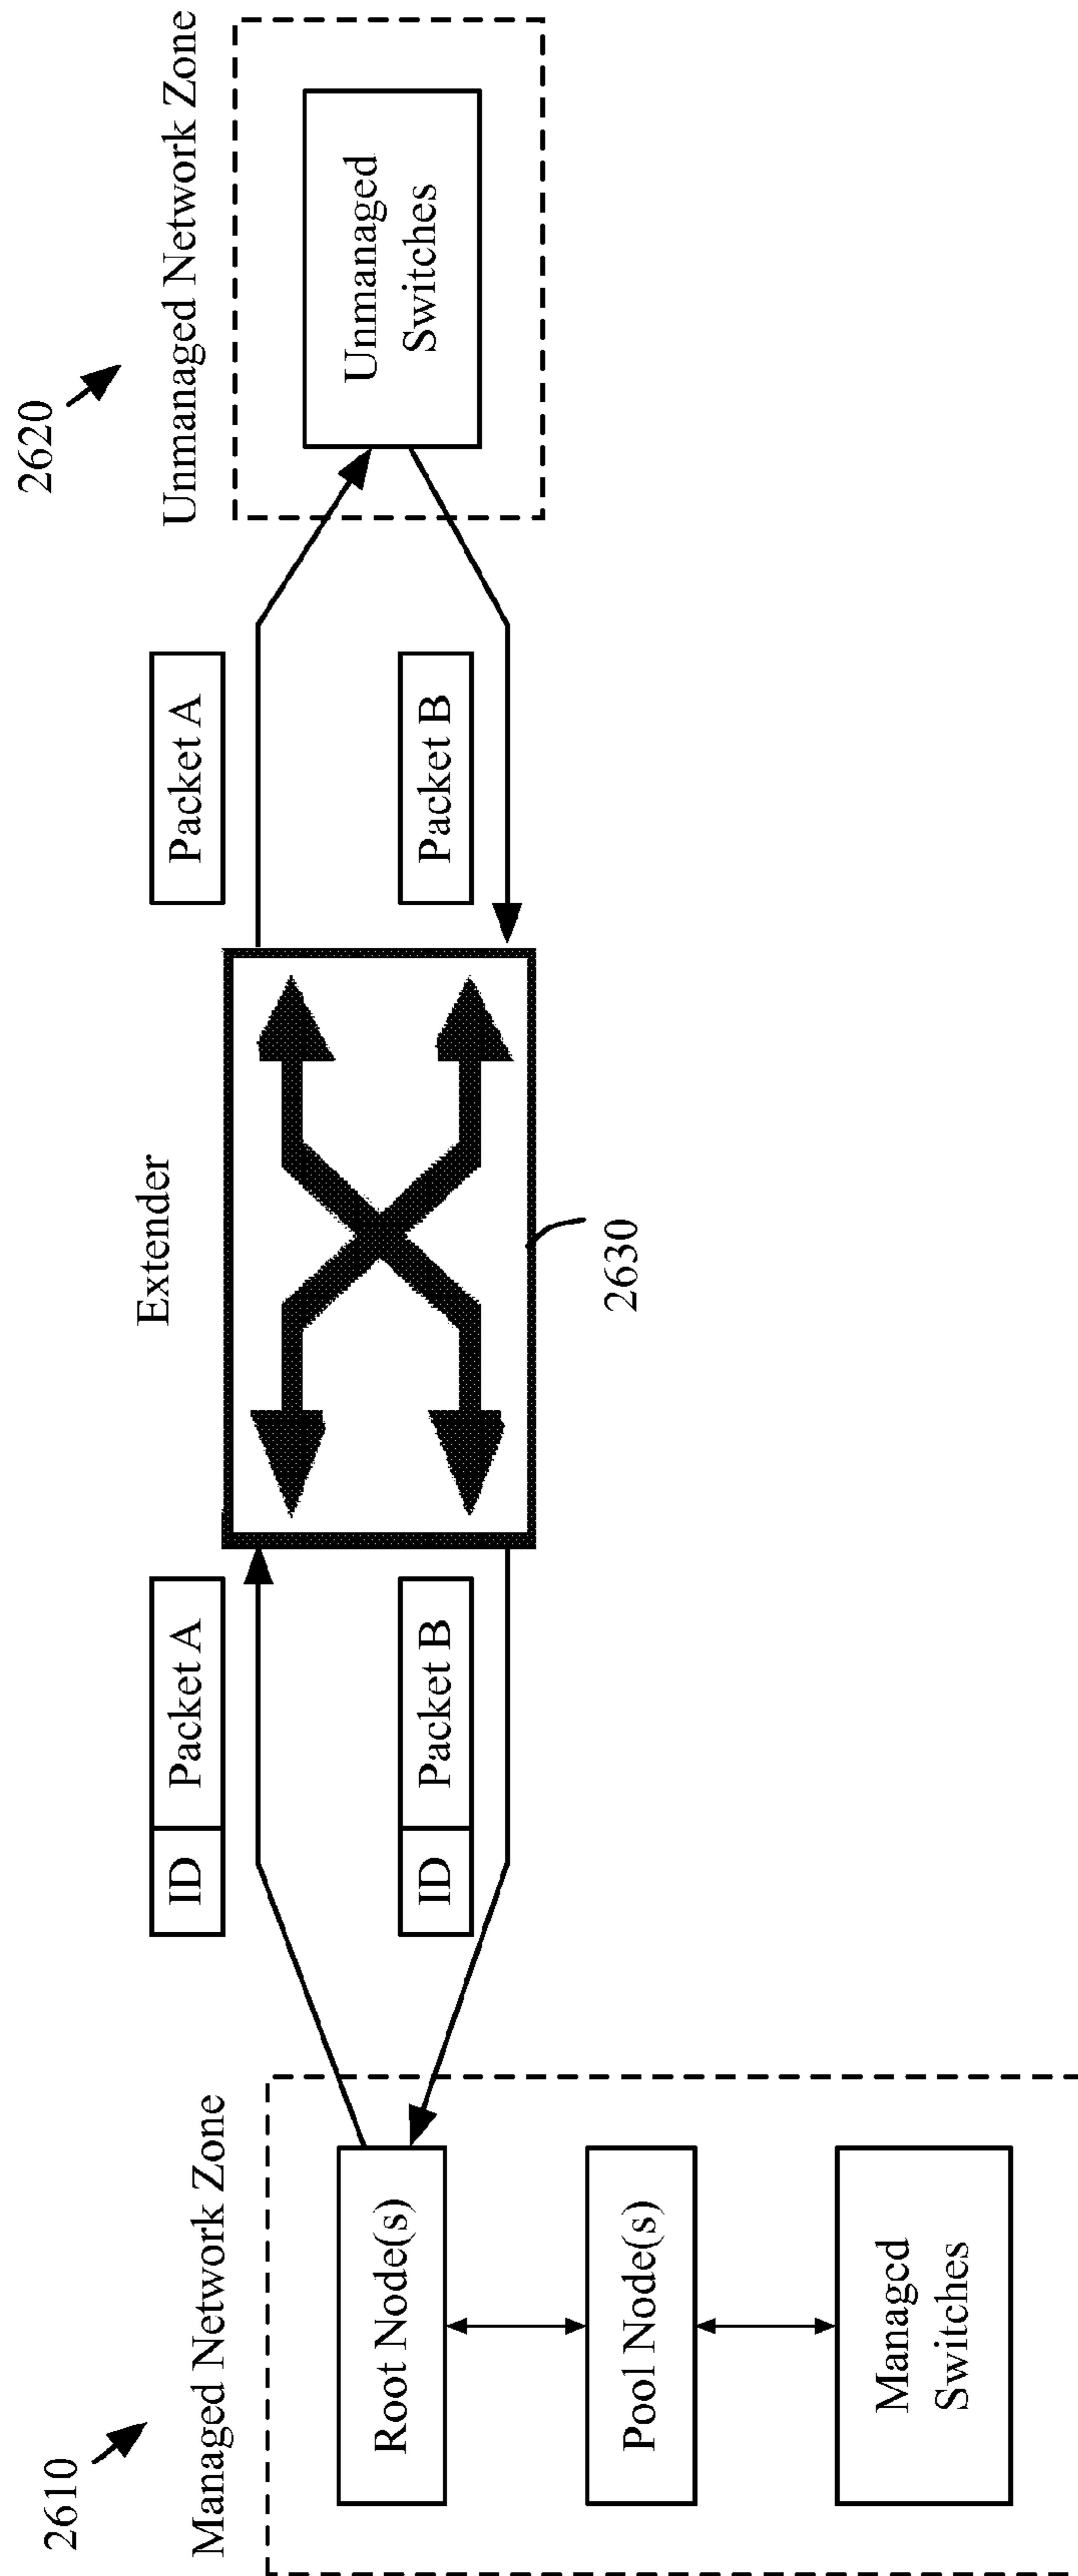 2610
Managed Network Zone
Root Node(s)
Pool Node(s)
Managcd
Switches
ID
Packet A
ID
Packet B
Extender
2630
Packet A
Packet B
2620
Unmanaged Network Zone
Unmanaged
Switches